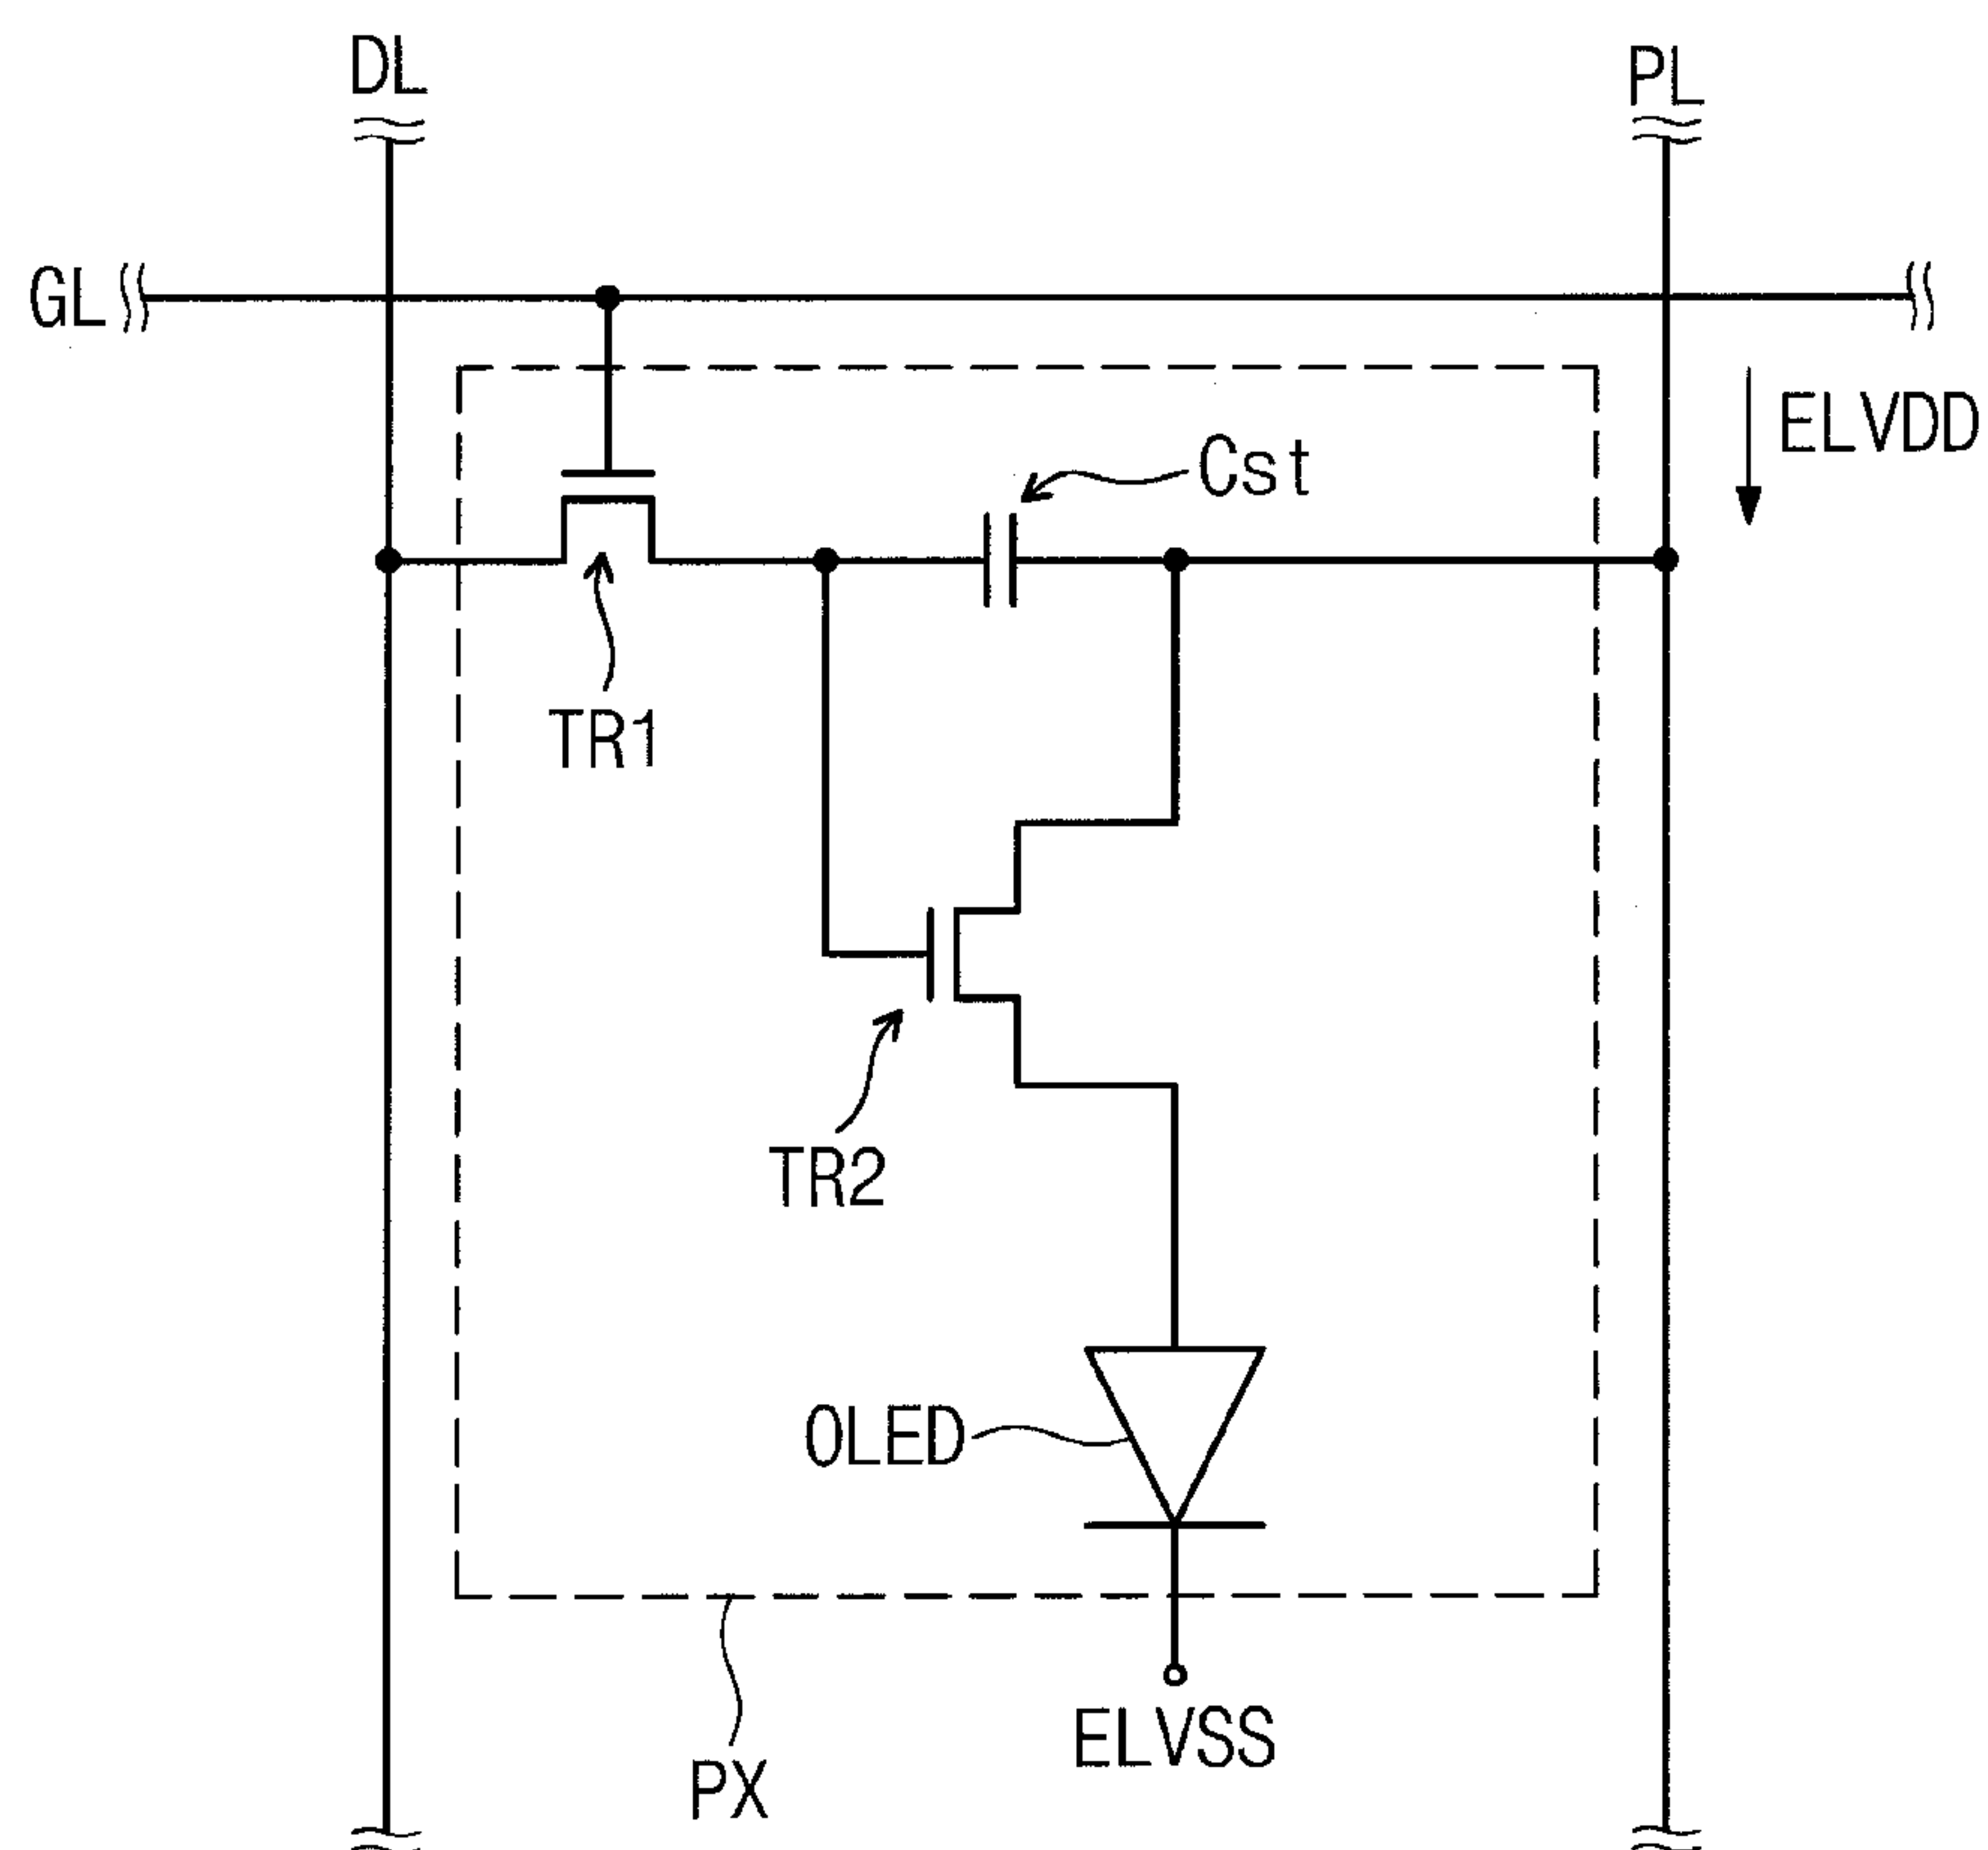 DL
PL
GL
ELVDD
Cst
TR1
TR2
OLED
ELVSS
PX